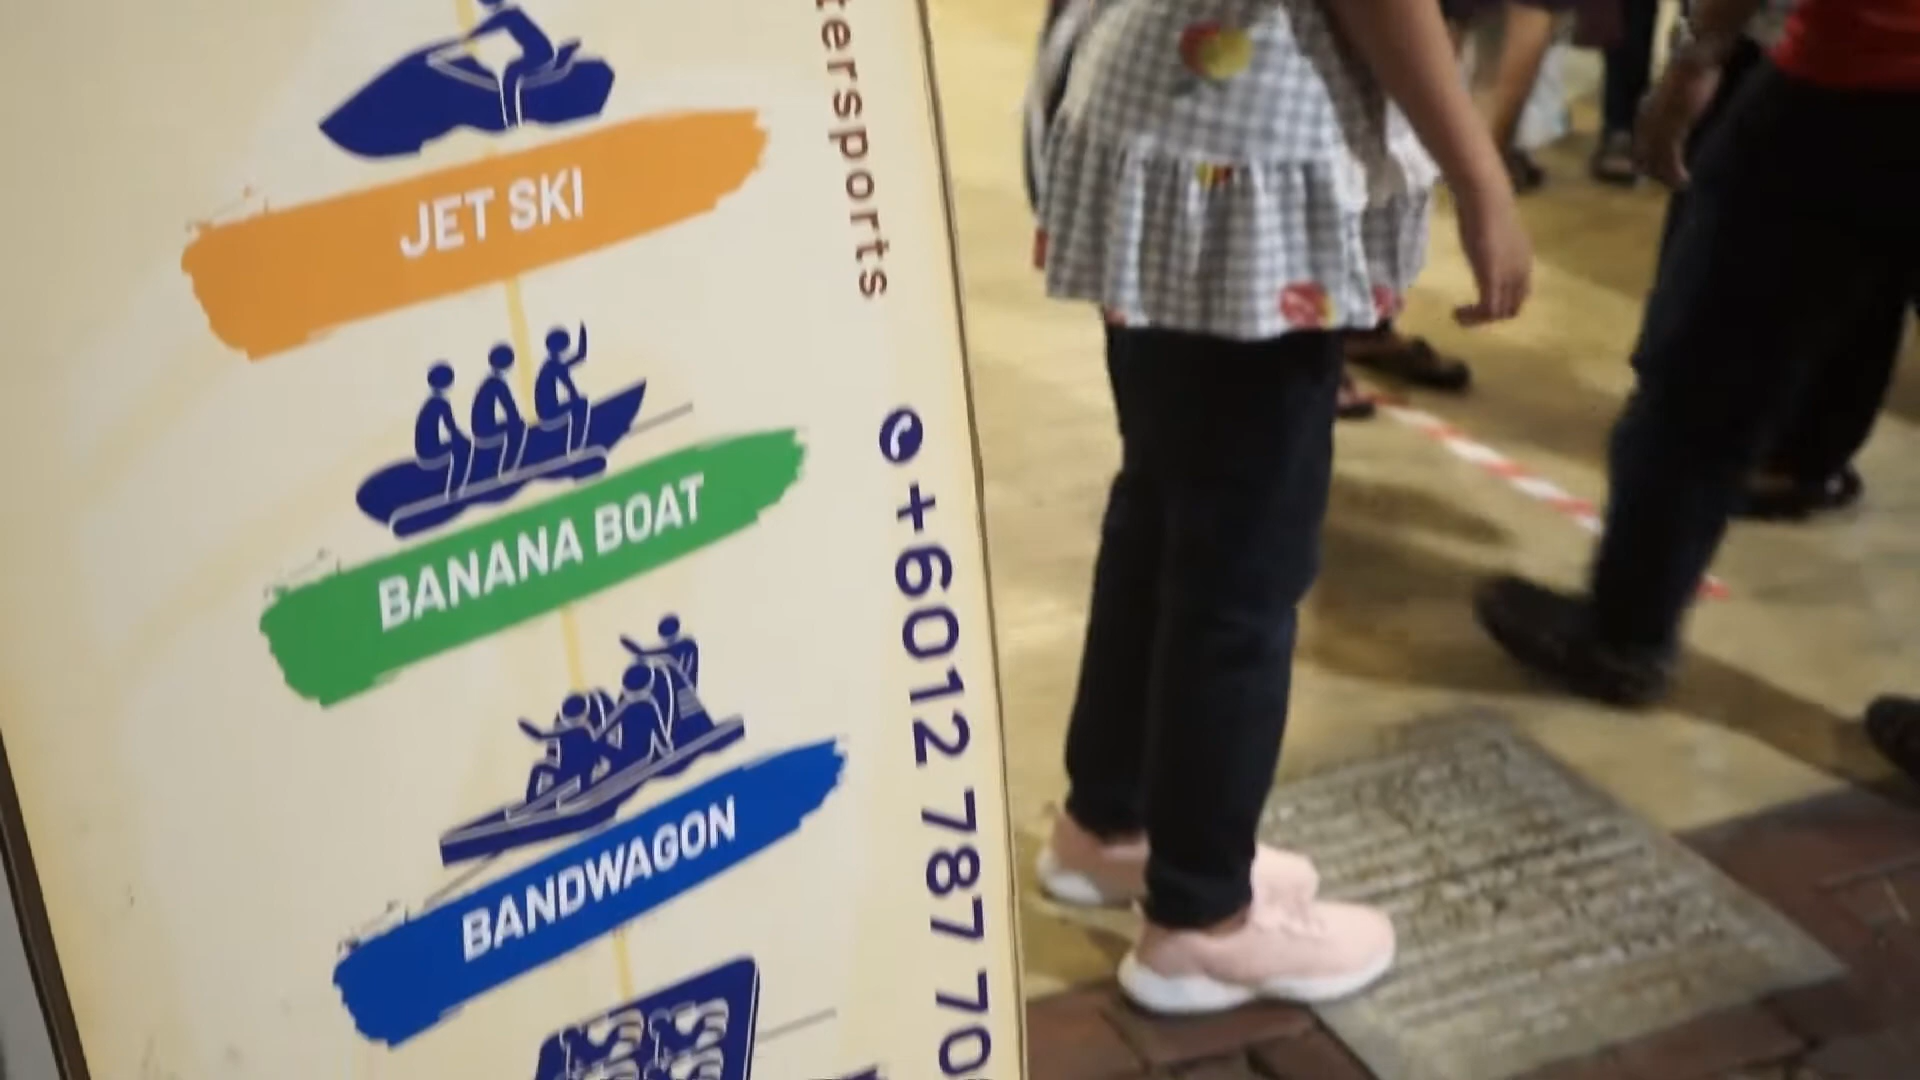 JET SKI
BANANA BOAT
BANDWAGON
tersports
+6012 787 70